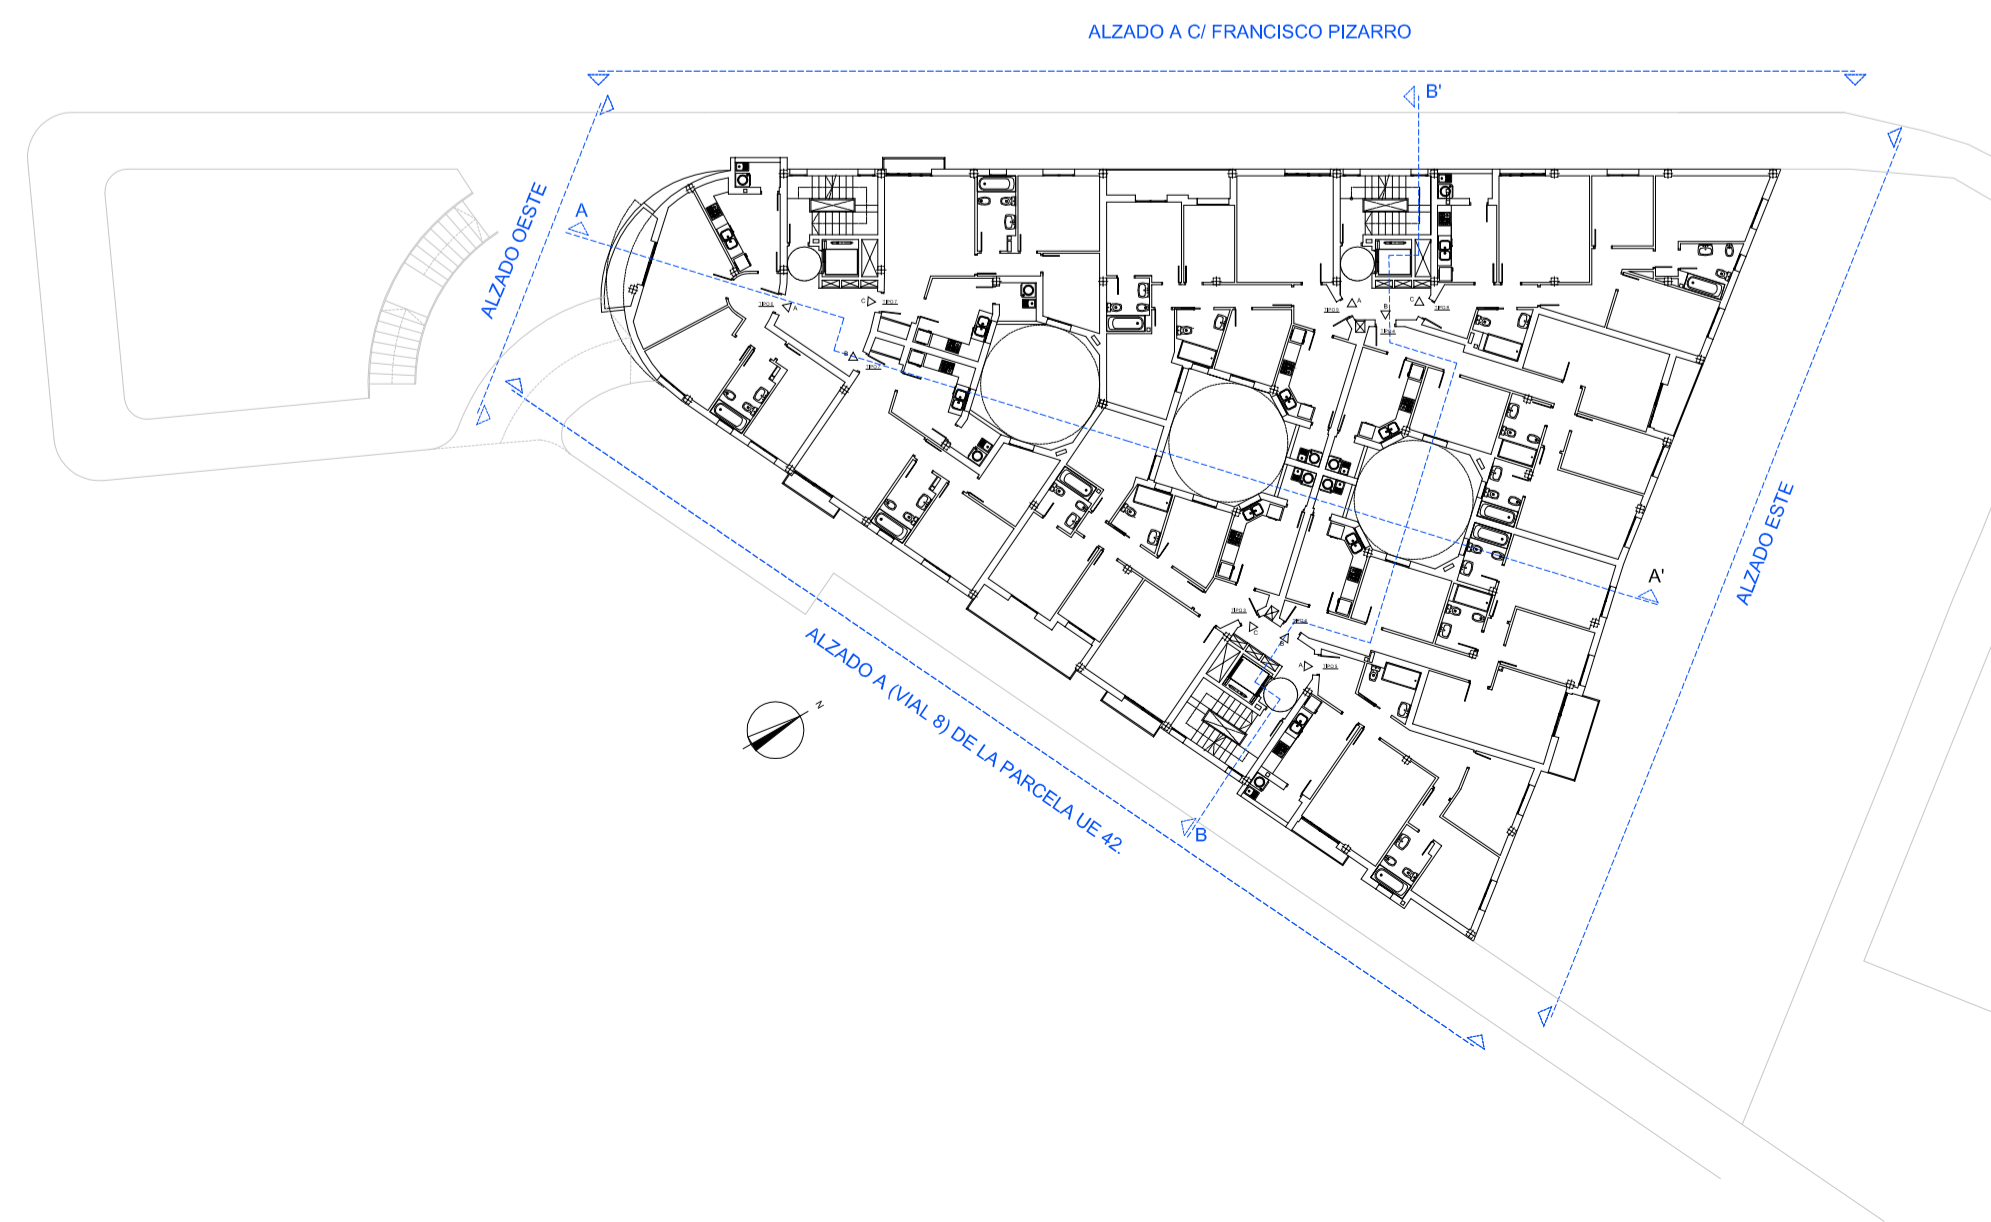 ALZADO A C/ FRANCISCO PIZARRO
B'
ALZADO OESTE
A
C
A
B
A
B
C
ALZADO ESTE
A'
C
B
A
ALZADO A (VIAL 8) DE LA PARCELA UE 42.
N
B